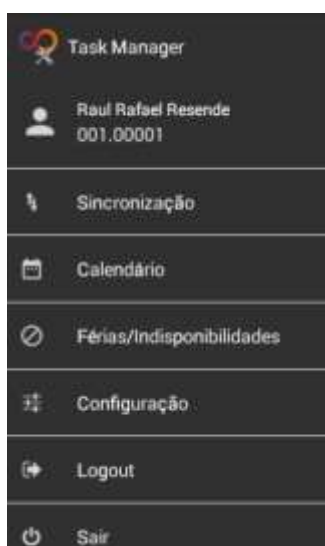 Task Manager
Raul Rafael Resende
001.00001
Sincronização
Calendário
Férias/Indisponibilidades
Configuração
Logout
Sair